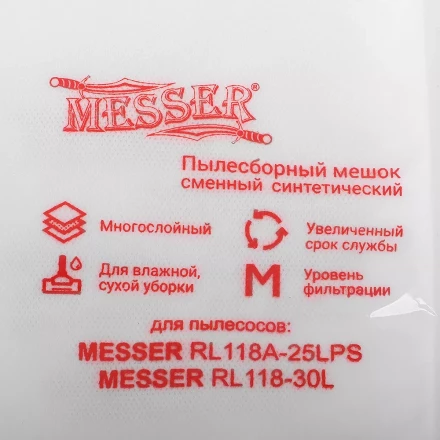 MESSER®
Пылесборный мешок
сменный синтетический
Многослойный
Увеличенный
срок службы
Для влажной,
сухой уборки
М
Уровень
фильтрации
для пылесосов:
MESSER RL118A-25LPS
MESSER RL118-30L